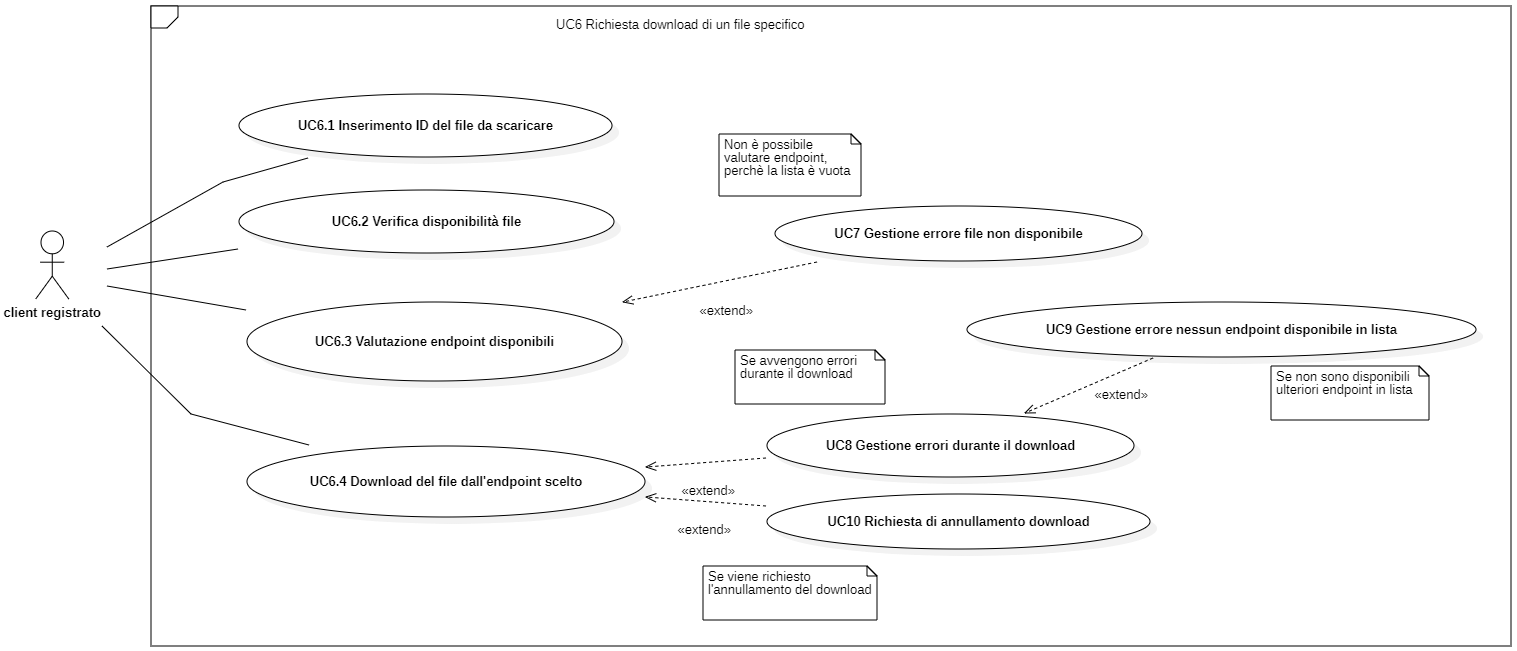 UC6 Richiesta download di un file specifico
UC6.1 Inserimento ID del file da scaricare
Non è possibile
valutare endpoint,
perchè la lista è vuota
UC6.2 Verifica disponibilità file
UC7 Gestione errore file non disponibile
client registrato
«extend»
UC6.3 Valutazione endpoint disponibili
UC9 Gestione errore nessun endpoint disponibile in lista
Se avvengono errori
durante il download
«extend»
Se non sono disponibili
ulteriori endpoint in lista
UC8 Gestione errori durante il download
UC6.4 Download del file dall'endpoint scelto
«extend»
UC10 Richiesta di annullamento download
«extend»
Se viene richiesto
l'annullamento del download